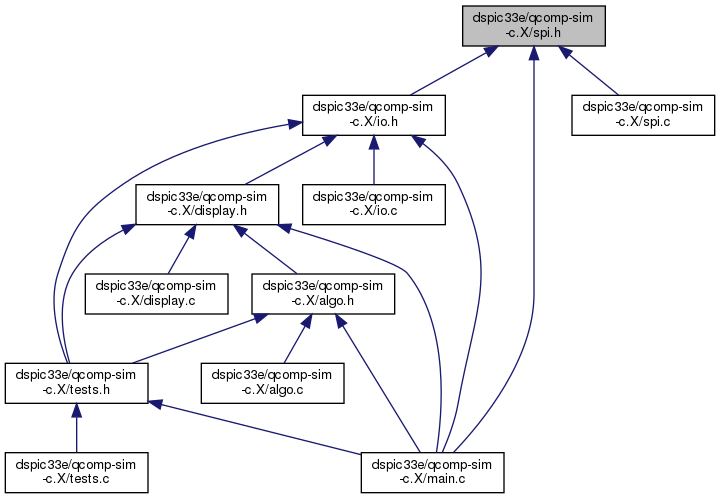 dspic33e/qcomp-sim
-c.X/spi.h
dspic33e/qcomp-sim
-c.X/io.h
dspic33e/qcomp-sim
-c.X/spi.c
dspic33e/qcomp-sim
-c.X/display.h
dspic33e/qcomp-sim
-c.X/io.c
dspic33e/qcomp-sim
-c.X/display.c
dspic33e/qcomp-sim
-c.X/algo.h
dspic33e/qcomp-sim
-c.X/tests.h
dspic33e/qcomp-sim
-c.X/algo.c
dspic33e/qcomp-sim
-c.X/tests.c
dspic33e/qcomp-sim
-c.X/main.c